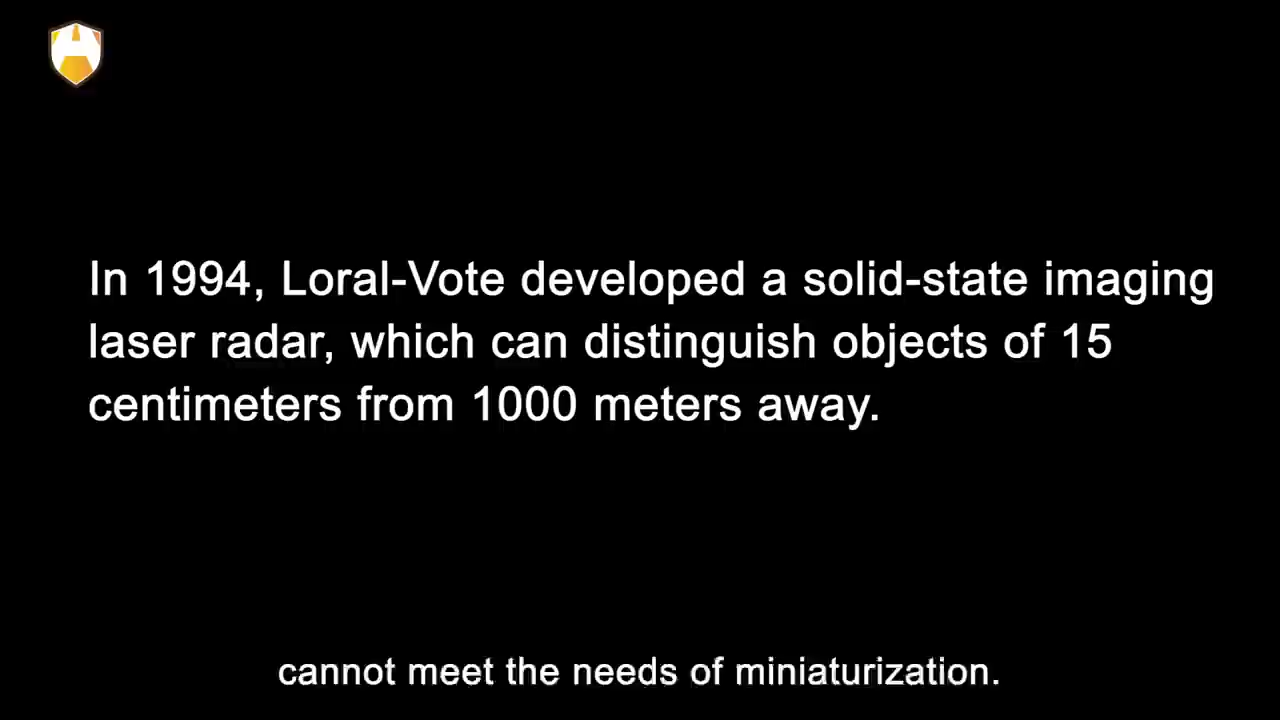 In 1994, Loral-Vote developed a solid-state imaging
laser radar, which can distinguish objects of 15
centimeters from 1000 meters away.
cannot meet the needs of miniaturization.